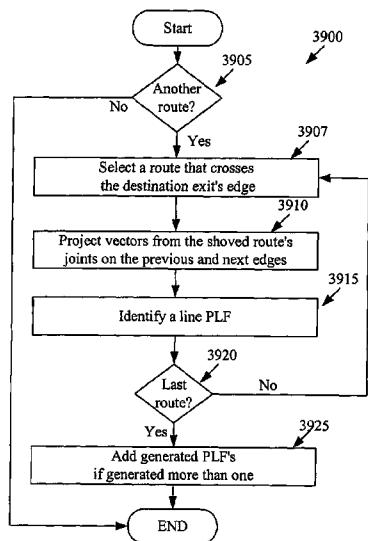 Start
3900
3905
Another
route?
No
Yes
3907
Select a route that crosses
the destination exit's edge
3910
Project vectors from the shoved route's
joints on the previous and next edges
3915
Identify a line PLF
3920
Last
route?
No
Yes
3925
Add generated PLF's
if generated more than one
END